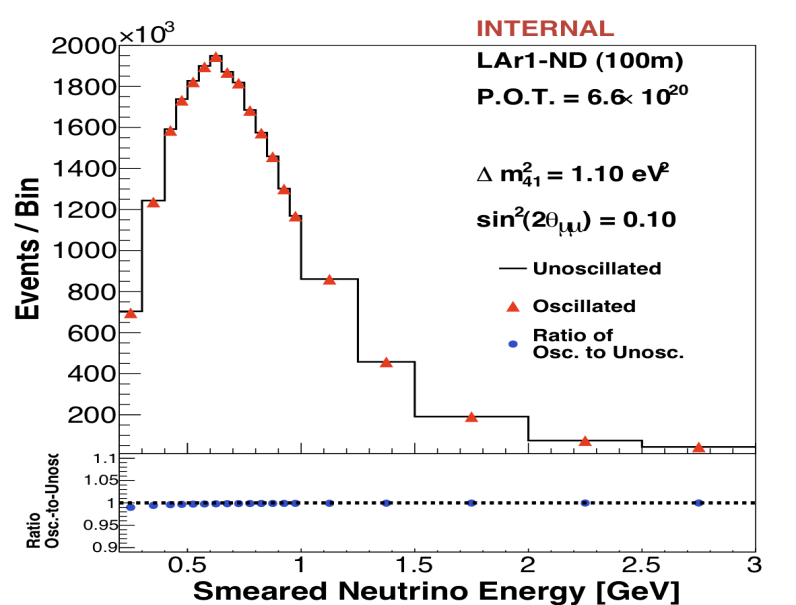 INTERNAL
2000 ×10³
LAr1-ND (100m)
1800
P.O.T. = 6.6× 10²⁰
1600
1400
Δ m²₄₁ = 1.10 eV²
1200
sin²(2θμμ) = 0.10
1000
Events / Bin
Unoscillated
800
Oscillated
600
Ratio of
Osc. to Unosc.
400
200
1.1
1.05
1
0.95
0.9
Ratio
Osc.-to-Unosc
0.5 1 1.5 2 2.5 3
Smeared Neutrino Energy [GeV]